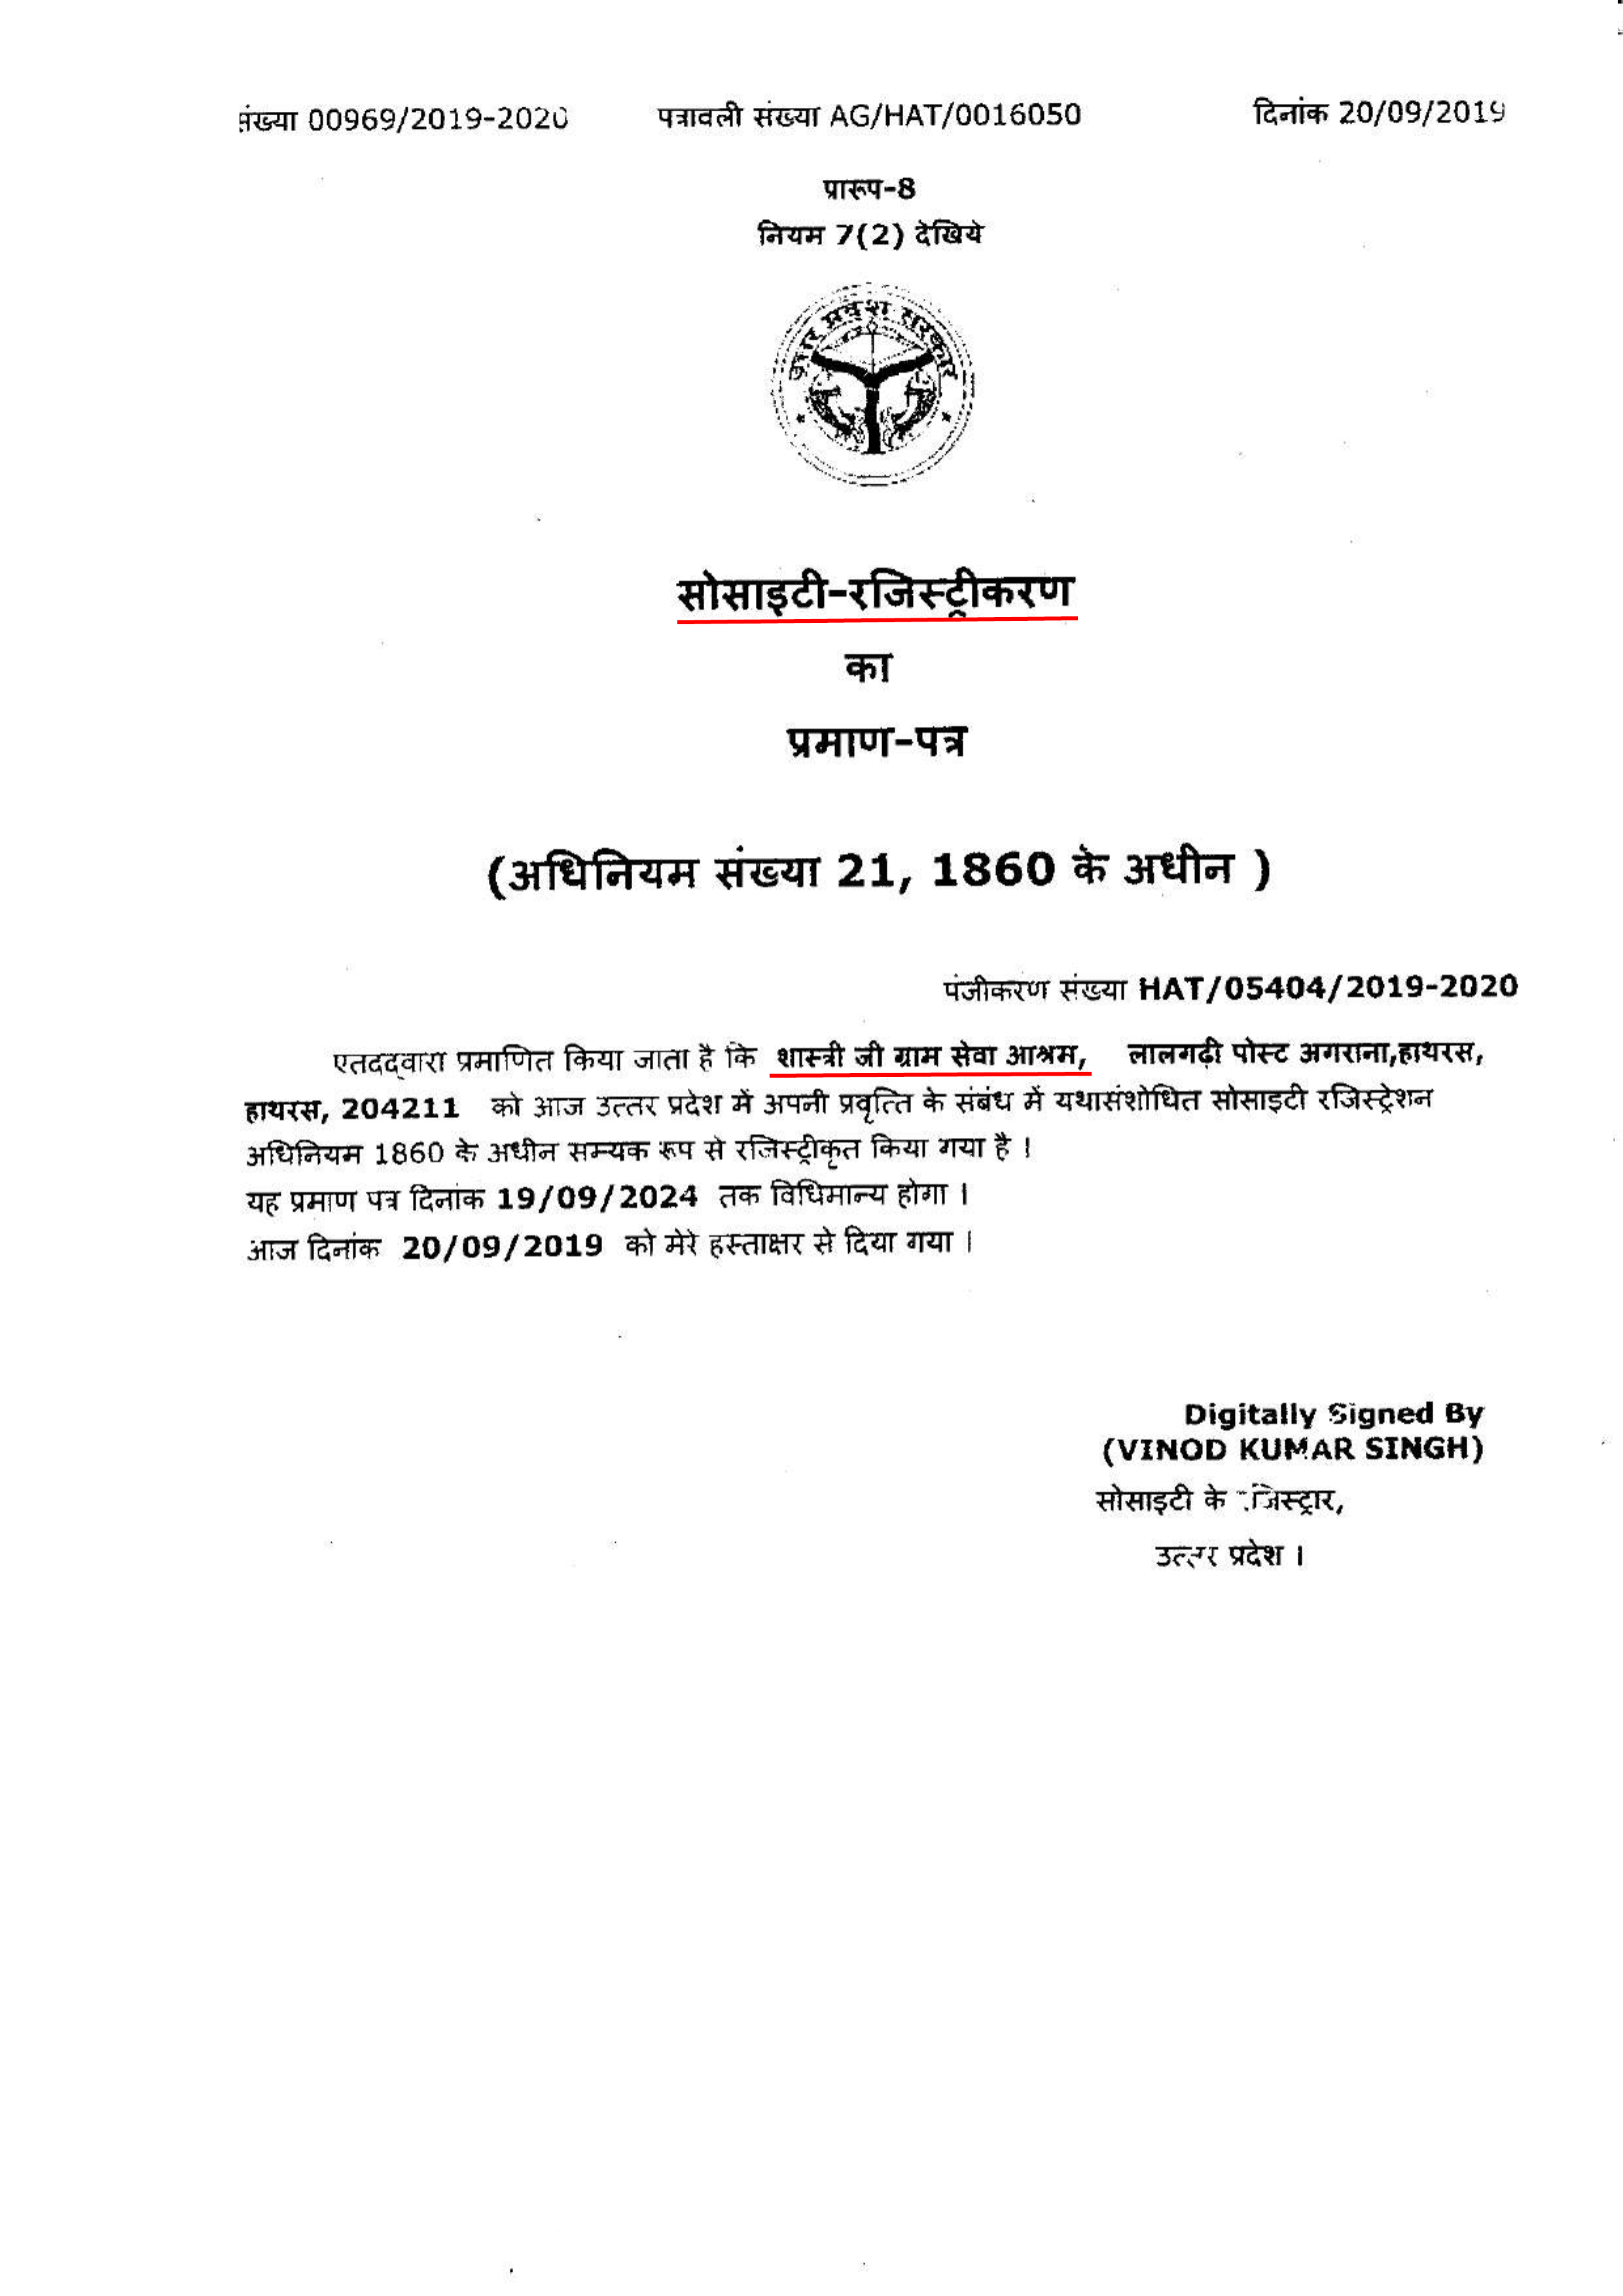 संख्या 00969/2019-2020 पत्रावली संख्या AG/HAT/0016050 दिनांक 20/09/2019
प्रारूप-8
नियम 7(2) देखिये
उत्तर प्रदेश सरकार
सोसाइटी-रजिस्ट्रीकरण
का
प्रमाण-पत्र
(अधिनियम संख्या 21, 1860 के अधीन )
पंजीकरण संख्या HAT/05404/2019-2020
एतदद्वारा प्रमाणित किया जाता है कि शास्त्री जी ग्राम सेवा आश्रम, लालगढ़ी पोस्ट अगराना,हाथरस,
हाथरस, 204211 को आज उत्तर प्रदेश में अपनी प्रवृत्ति के संबंध में यथासंशोधित सोसाइटी रजिस्ट्रेशन
अधिनियम 1860 के अधीन सम्यक रूप से रजिस्ट्रीकृत किया गया है ।
यह प्रमाण पत्र दिनांक 19/09/2024 तक विधिमान्य होगा ।
आज दिनांक 20/09/2019 को मेरे हस्ताक्षर से दिया गया ।
Digitally Signed By
(VINOD KUMAR SINGH)
सोसाइटी के रजिस्ट्रार,
उत्तर प्रदेश ।